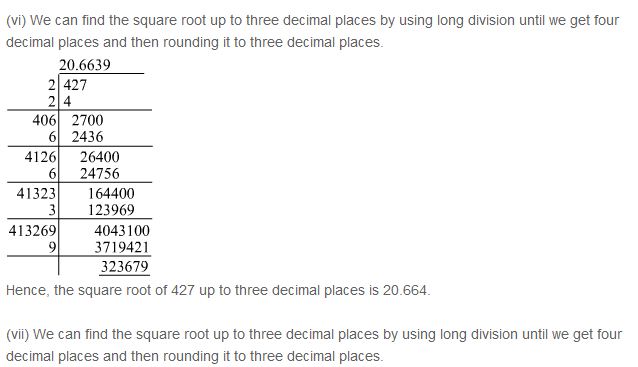 (vi) We can find the square root up to three decimal places by using long division until we get four
decimal places and then rounding it to three decimal places.
20.6639
2 427
2 4
406 2700
6 2436
4126 26400
6 24756
41323 164400
3 123969
413269 4043100
9 3719421
323679
Hence, the square root of 427 up to three decimal places is 20.664.
(vii) We can find the square root up to three decimal places by using long division until we get four
decimal places and then rounding it to three decimal places.